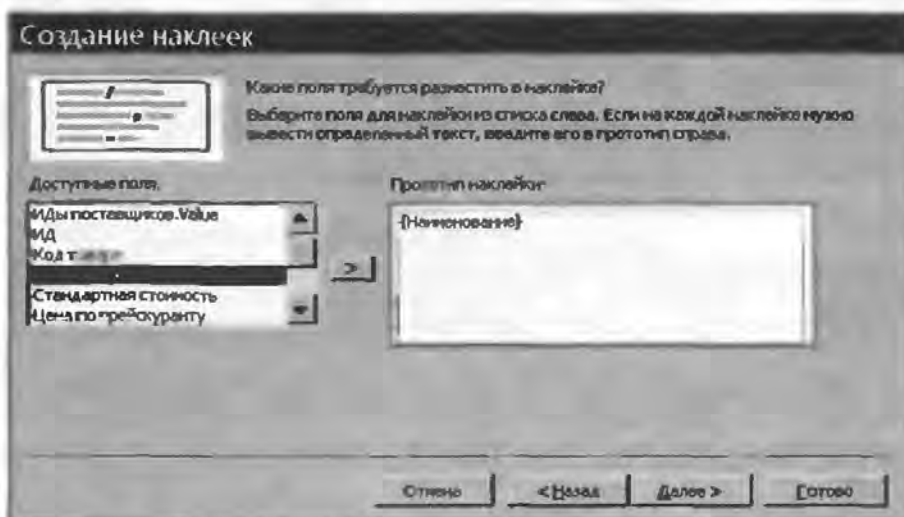 Создание наклеек
Какие поля требуется разместить в наклейке?
Выберите поля для наклейки из списка слева. Если на каждой наклейке нужно
вывести определенный текст, введите его в прототип справа.
Доступные поля:
Прототип наклейки:
ИДы поставщиков.Value
ИД
Код
Стандартная стоимость
Цена по прейскуранту
{Наименование}
>
Отмена
< Назад
Далее >
Готово